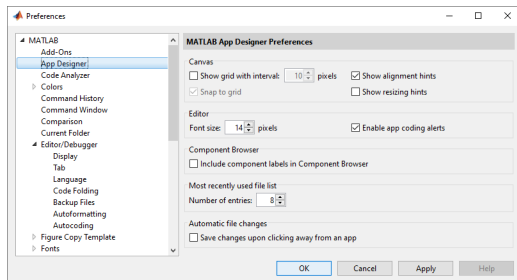 Preferences
MATLAB
Add-Ons
App Designer
Code Analyzer
Colors
Command History
Command Window
Comparison
Current Folder
Editor/Debugger
Display
Tab
Language
Code Folding
Backup Files
Autoformatting
Autocoding
Figure Copy Template
Fonts
MATLAB App Designer Preferences
Canvas
Show grid with interval: 10 pixels
Show alignment hints
Snap to grid
Show resizing hints
Editor
Font size: 14 pixels
Enable app coding alerts
Component Browser
Include component labels in Component Browser
Most recently used file list
Number of entries: 8
Automatic file changes
Save changes upon clicking away from an app
OK Cancel Apply Help